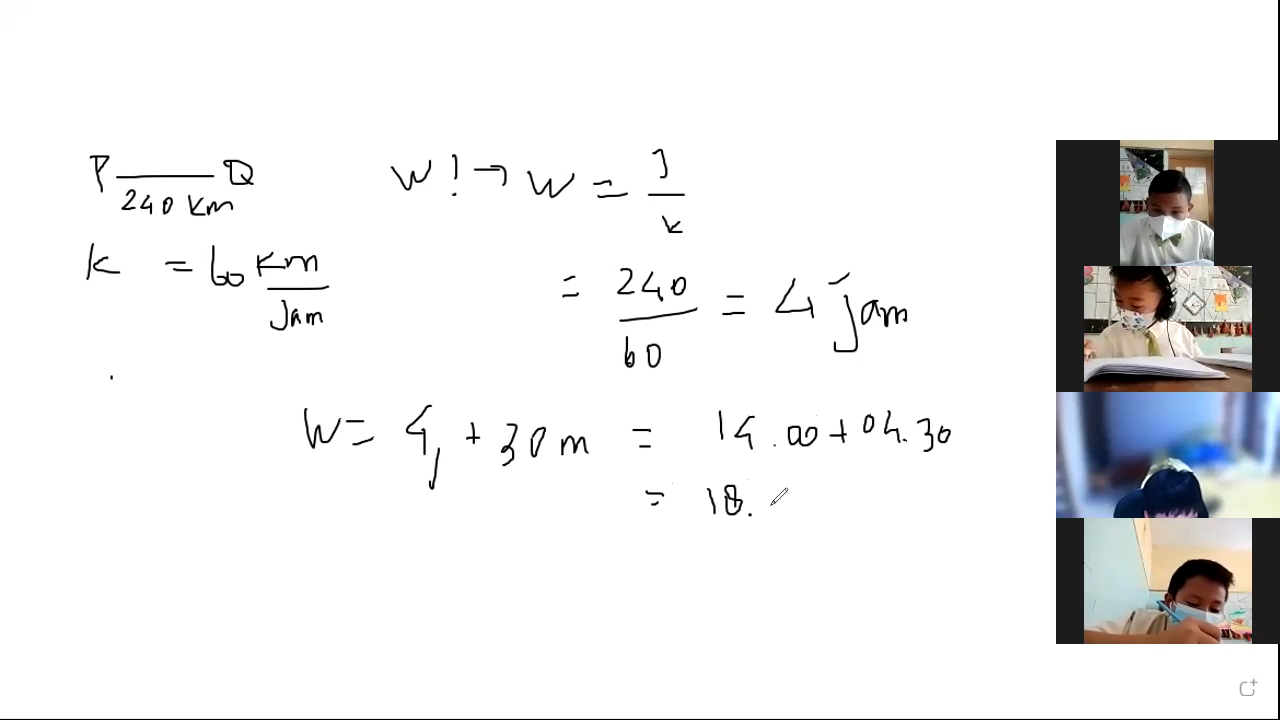 P Q
240 Km
K = 60 Km
Jam
W ! → W = J
K
= 240 = 4 jam
60
W = 4 j + 30 m = 14.00 + 04.30
= 18.